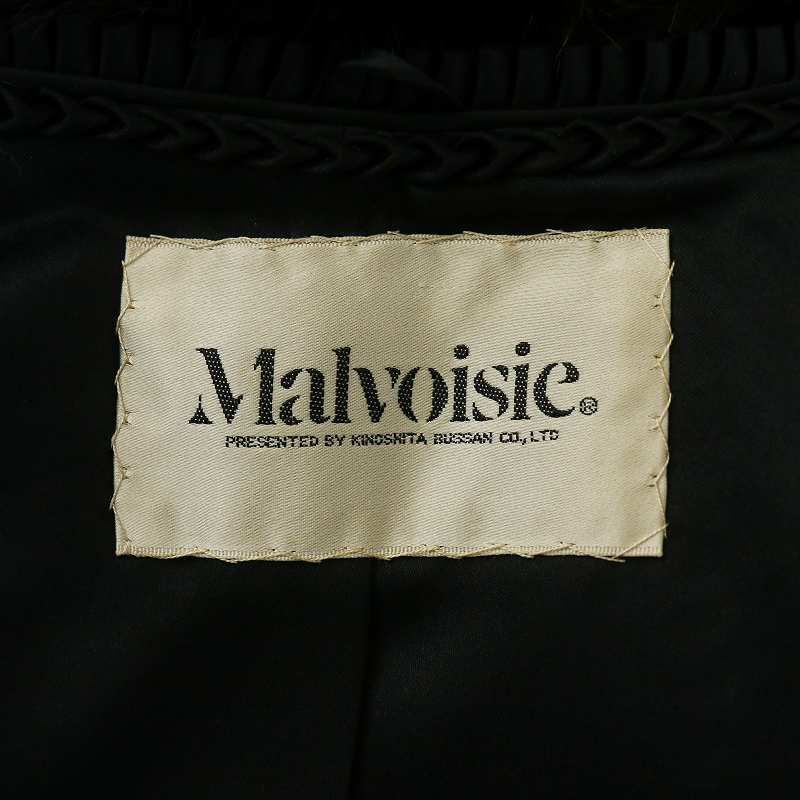 Malvoisie®
PRESENTED BY KINOSHITA BUSSAN CO.,LTD